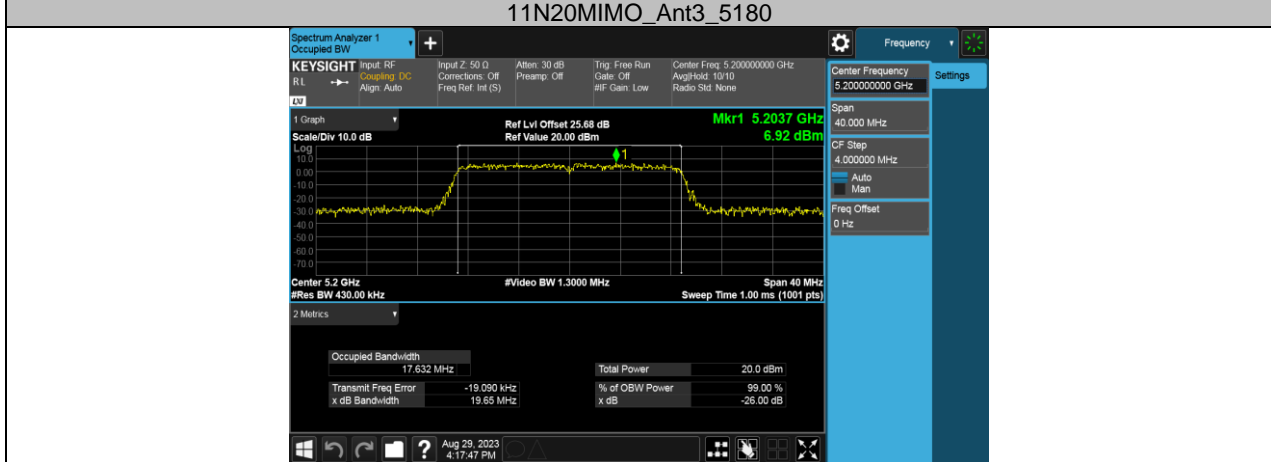 11N20MIMO_Ant3_5180
Spectrum Analyzer 1
Occupied BW
Frequency
KEYSIGHT
RL
LXI
Input: RF
Coupling: DC
Align: Auto
Input Z: 50 Ω
Corrections: Off
Freq Ref: Int (S)
Atten: 30 dB
Preamp: Off
Trig: Free Run
Gate: Off
#IF Gain: Low
Center Freq: 5.200000000 GHz
Avg|Hold: 10/10
Radio Std: None
Center Frequency
5.200000000 GHz
Settings
Span
40.000 MHz
CF Step
4.000000 MHz
Auto
Man
Freq Offset
0 Hz
1 Graph
Scale/Div 10.0 dB
Ref Lvl Offset 25.68 dB
Ref Value 20.00 dBm
Mkr1 5.2037 GHz
6.92 dBm
Log
10.0
0.00
-10.0
-20.0
-30.0
-40.0
-50.0
-60.0
-70.0
1
Center 5.2 GHz
#Video BW 1.3000 MHz
Span 40 MHz
#Res BW 430.00 kHz
Sweep Time 1.00 ms (1001 pts)
2 Metrics
Occupied Bandwidth
17.632 MHz
Total Power 20.0 dBm
Transmit Freq Error -19.090 kHz
% of OBW Power 99.00 %
x dB Bandwidth 19.65 MHz
x dB -26.00 dB
?
Aug 29, 2023
4:17:47 PM